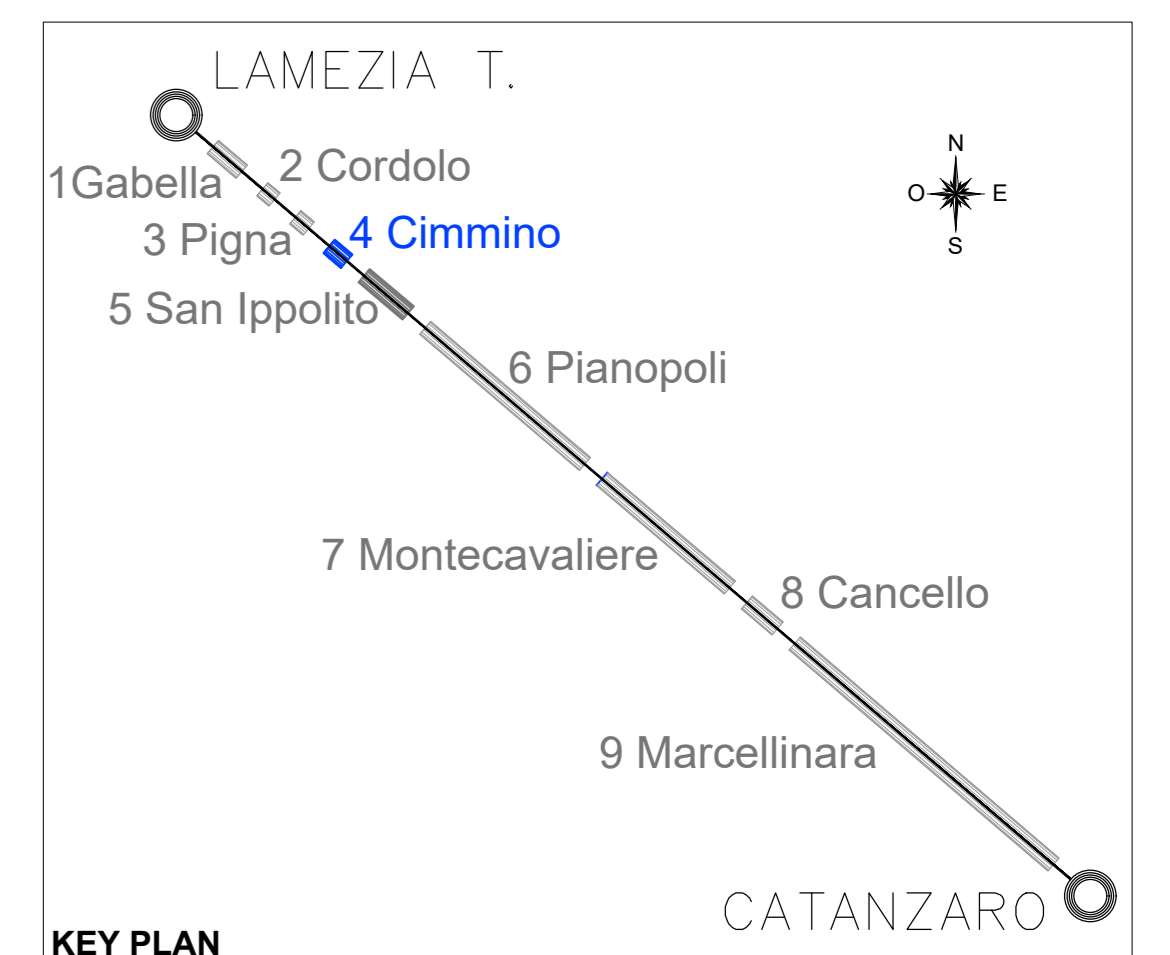 LAMEZIA T.
N
O E
S
1Gabella
2 Cordolo
3 Pigna
4 Cimmino
5 San Ippolito
6 Pianopoli
7 Montecavaliere
8 Cancello
9 Marcellinara
CATANZARO
KEY PLAN